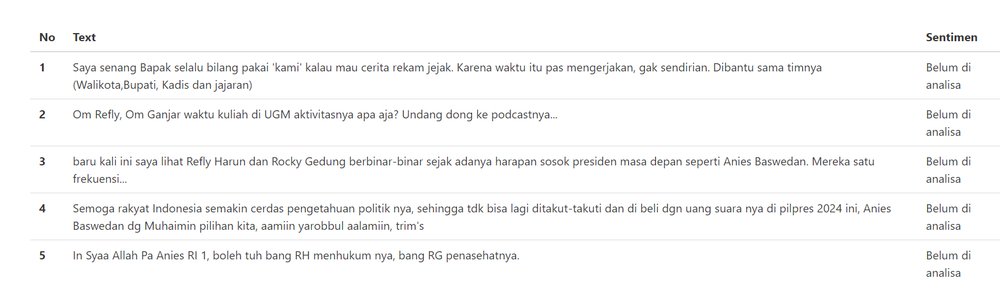 No Text Sentimen
1 Saya senang Bapak selalu bilang pakai 'kami' kalau mau cerita rekam jejak. Karena waktu itu pas mengerjakan, gak sendirian. Dibantu sama timnya Belum di
(Walikota,Bupati, Kadis dan jajaran) analisa
2 Om Refly, Om Ganjar waktu kuliah di UGM aktivitasnya apa aja? Undang dong ke podcastnya... Belum di
analisa
3 baru kali ini saya lihat Refly Harun dan Rocky Gedung berbinar-binar sejak adanya harapan sosok presiden masa depan seperti Anies Baswedan. Mereka satu Belum di
frekuensi... analisa
4 Semoga rakyat Indonesia semakin cerdas pengetahuan politik nya, sehingga tdk bisa lagi ditakut-takuti dan di beli dgn uang suara nya di pilpres 2024 ini, Anies Belum di
Baswedan dg Muhaimin pilihan kita, aamiin yarobbul aalamiin, trim's analisa
5 In Syaa Allah Pa Anies RI 1, boleh tuh bang RH menhukum nya, bang RG penasehatnya. Belum di
analisa